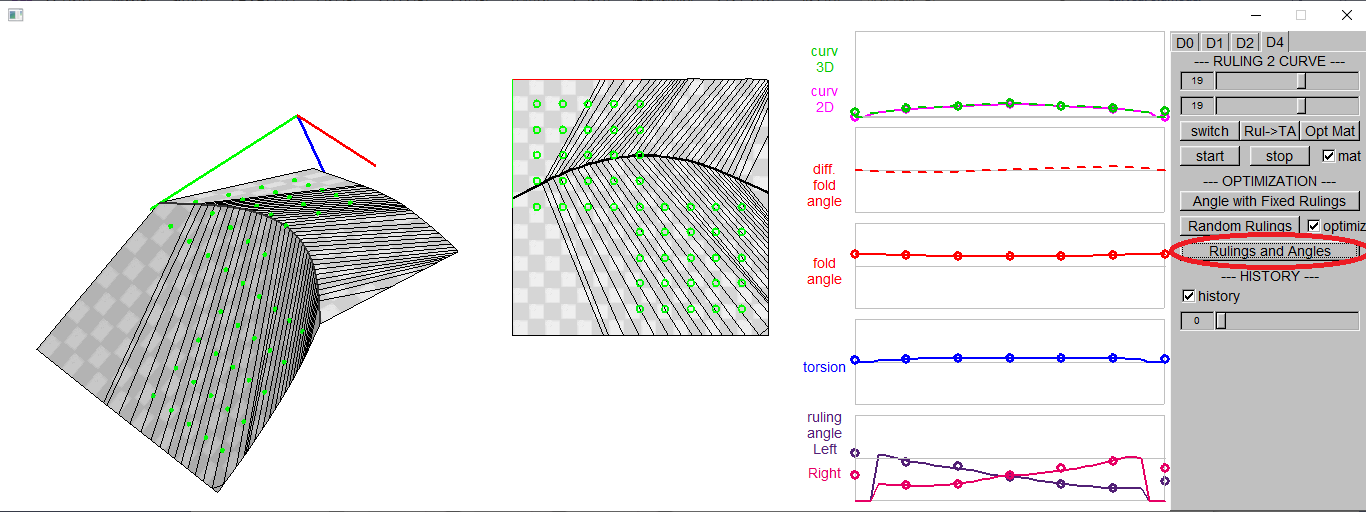 curv
3D
curv
2D
diff.
fold
angle
fold
angle
torsion
ruling
angle
Left
Right
D0 D1 D2 D4
--- RULING 2 CURVE ---
19
19
switch Rul->TA Opt Mat
start stop mat
--- OPTIMIZATION ---
Angle with Fixed Rulings
Random Rulings optimiz
Rulings and Angles
--- HISTORY ---
history
0